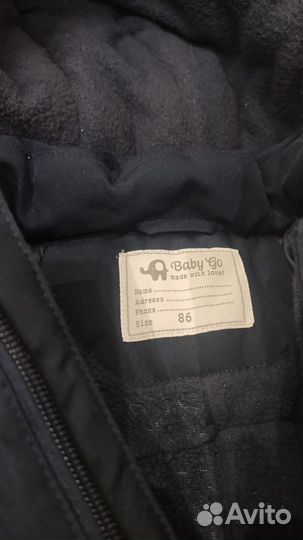 Baby Go
made with love!
Name
Adress
Phone
Size 86
Avito